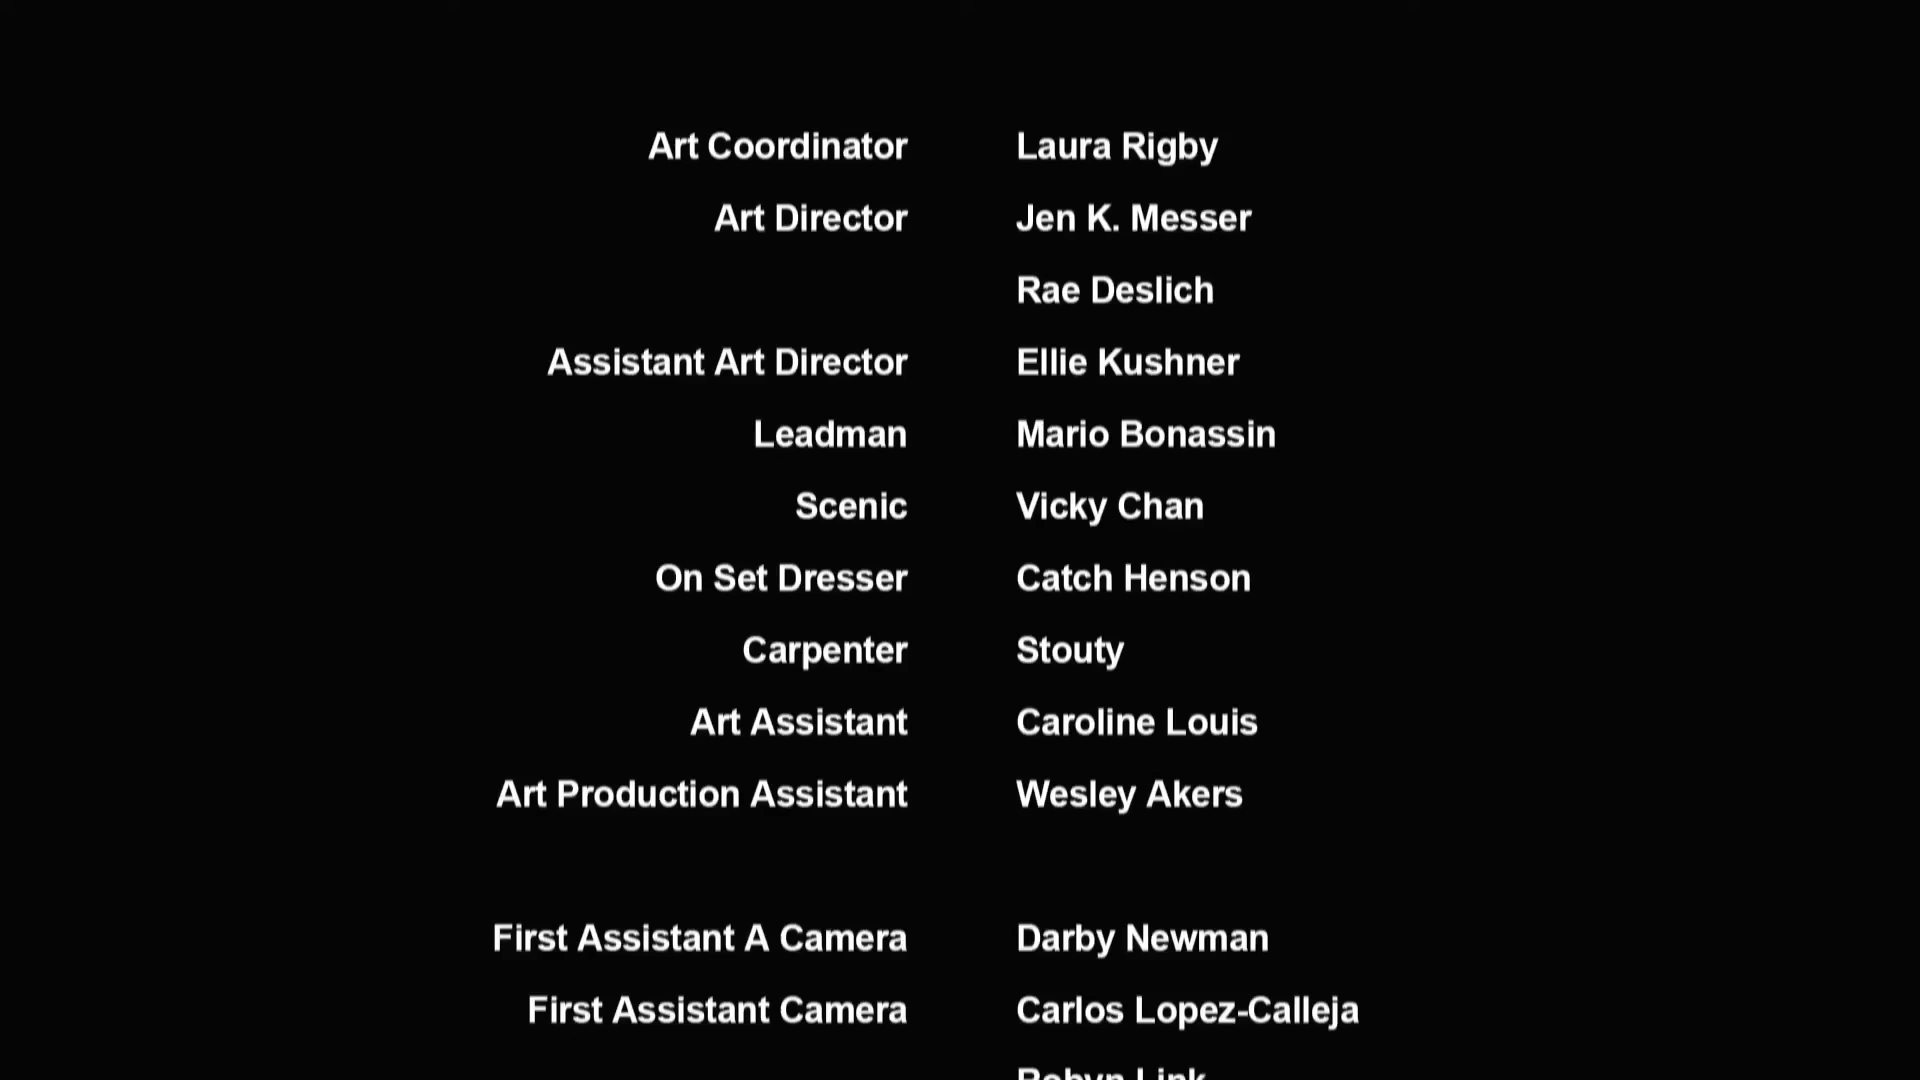 Art Coordinator Laura Rigby
Art Director Jen K. Messer
Rae Deslich
Assistant Art Director Ellie Kushner
Leadman Mario Bonassin
Scenic Vicky Chan
On Set Dresser Catch Henson
Carpenter Stouty
Art Assistant Caroline Louis
Art Production Assistant Wesley Akers
First Assistant A Camera Darby Newman
First Assistant Camera Carlos Lopez-Calleja
Robyn Link